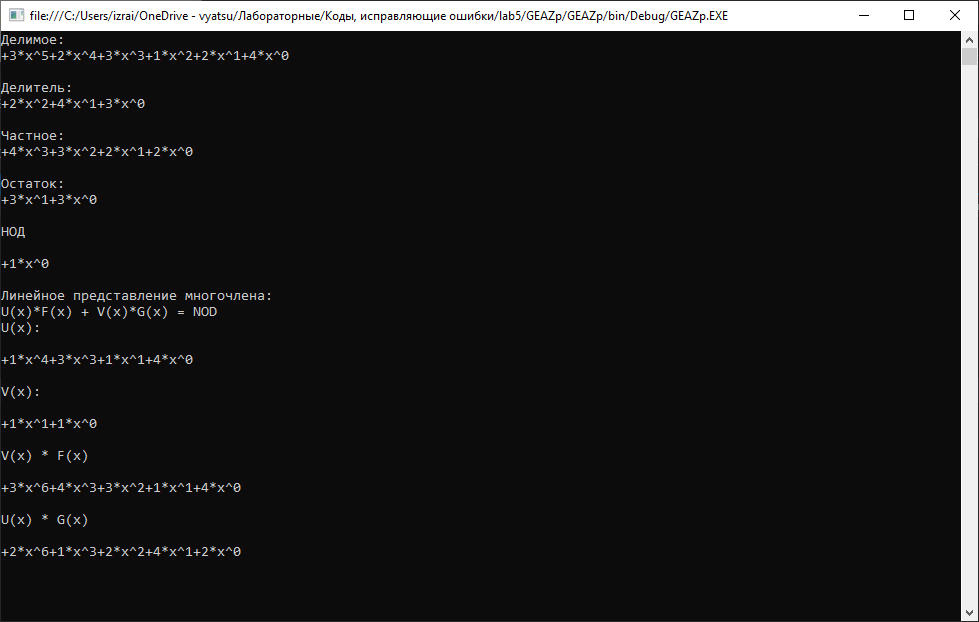 file:///C:/Users/izrai/OneDrive - vyatsu/Лабораторные/Коды, исправляющие ошибки/lab5/GEAZp/GEAZp/bin/Debug/GEAZp.EXE
Делимое:
+3*x^5+2*x^4+3*x^3+1*x^2+2*x^1+4*x^0
Делитель:
+2*x^2+4*x^1+3*x^0
Частное:
+4*x^3+3*x^2+2*x^1+2*x^0
Остаток:
+3*x^1+3*x^0
НОД
+1*x^0
Линейное представление многочлена:
U(x)*F(x) + V(x)*G(x) = NOD
U(x):
+1*x^4+3*x^3+1*x^1+4*x^0
V(x):
+1*x^1+1*x^0
V(x) * F(x)
+3*x^6+4*x^3+3*x^2+1*x^1+4*x^0
U(x) * G(x)
+2*x^6+1*x^3+2*x^2+4*x^1+2*x^0